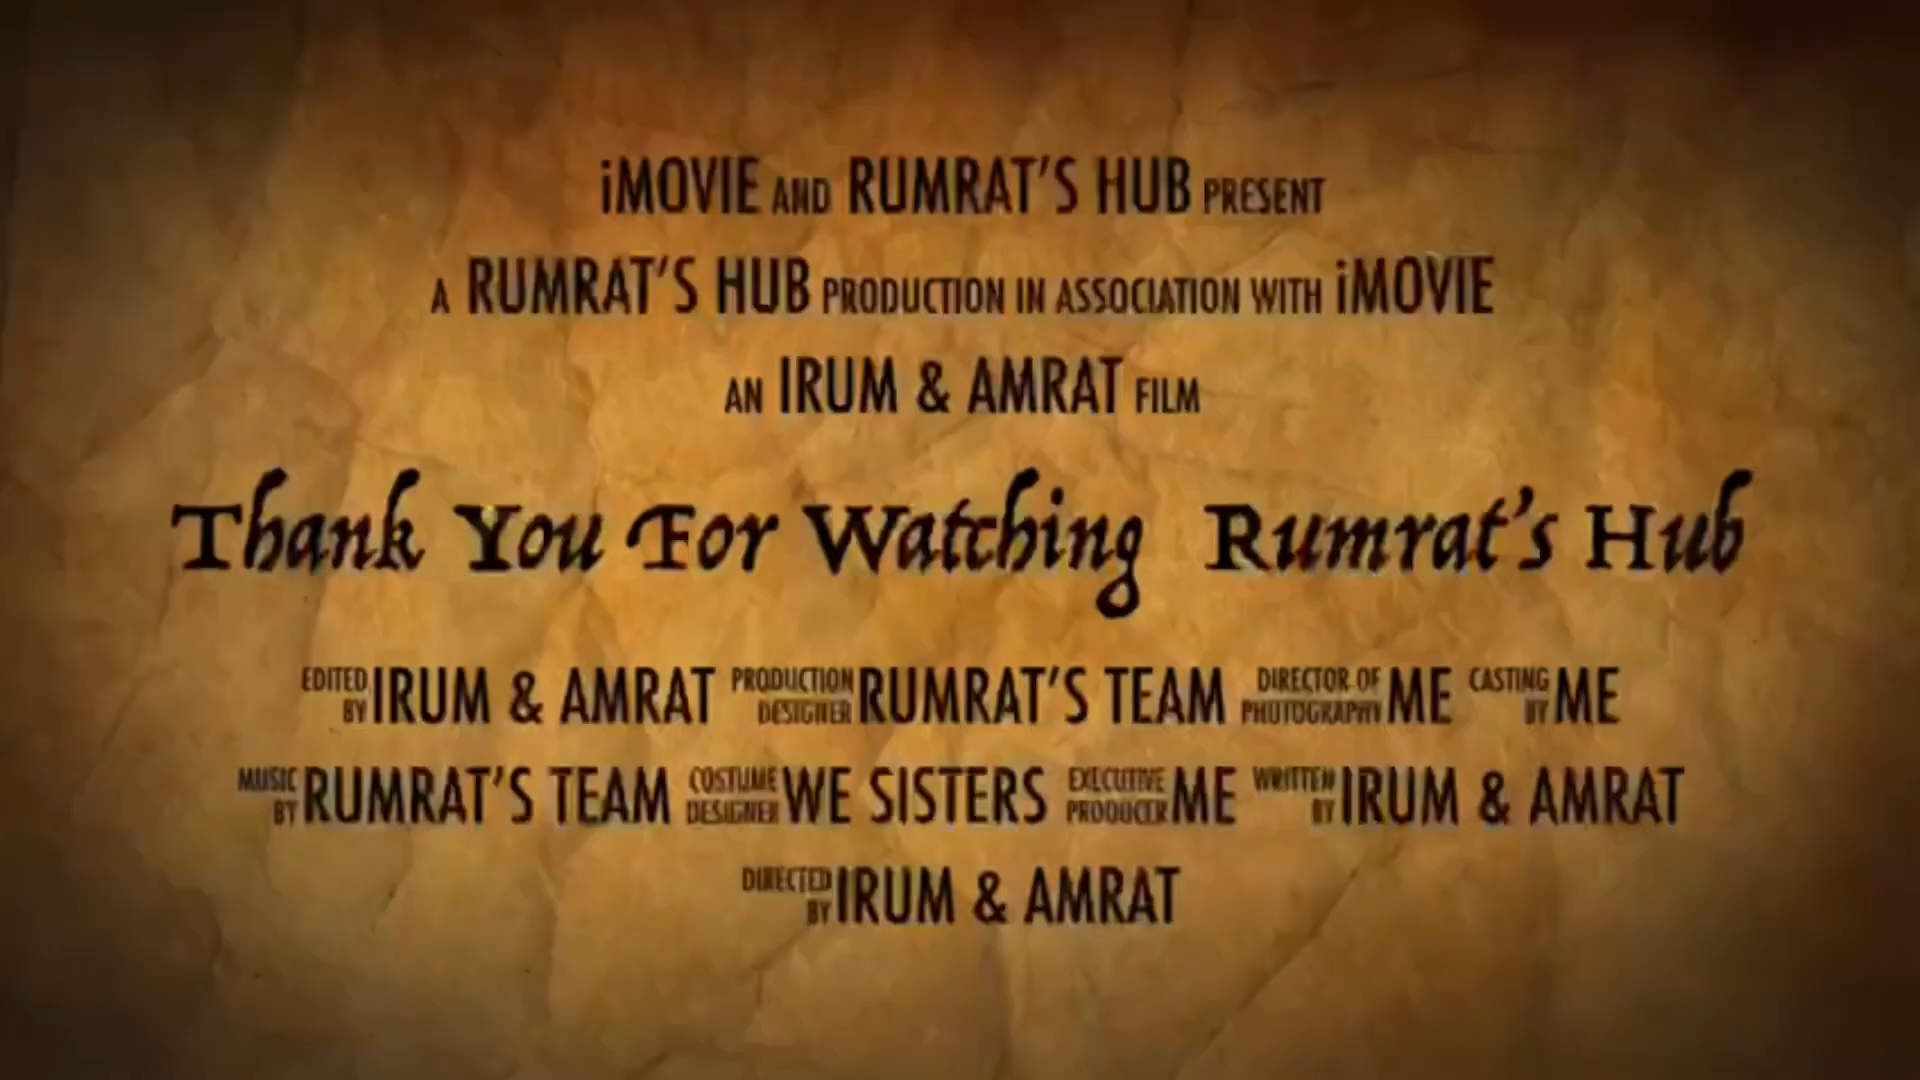 iMOVIE AND RUMRAT'S HUB PRESENT
A RUMRAT'S HUB PRODUCTION IN ASSOCIATION WITH iMOVIE
AN IRUM & AMRAT FILM
Thank You For Watching Rumrat's Hub
EDITED BY IRUM & AMRAT PRODUCTION DESIGNER RUMRAT'S TEAM DIRECTOR OF PHOTOGRAPHY ME CASTING BY ME
MUSIC BY RUMRAT'S TEAM COSTUME DESIGNER WE SISTERS EXECUTIVE PRODUCER ME WRITTEN BY IRUM & AMRAT
DIRECTED BY IRUM & AMRAT